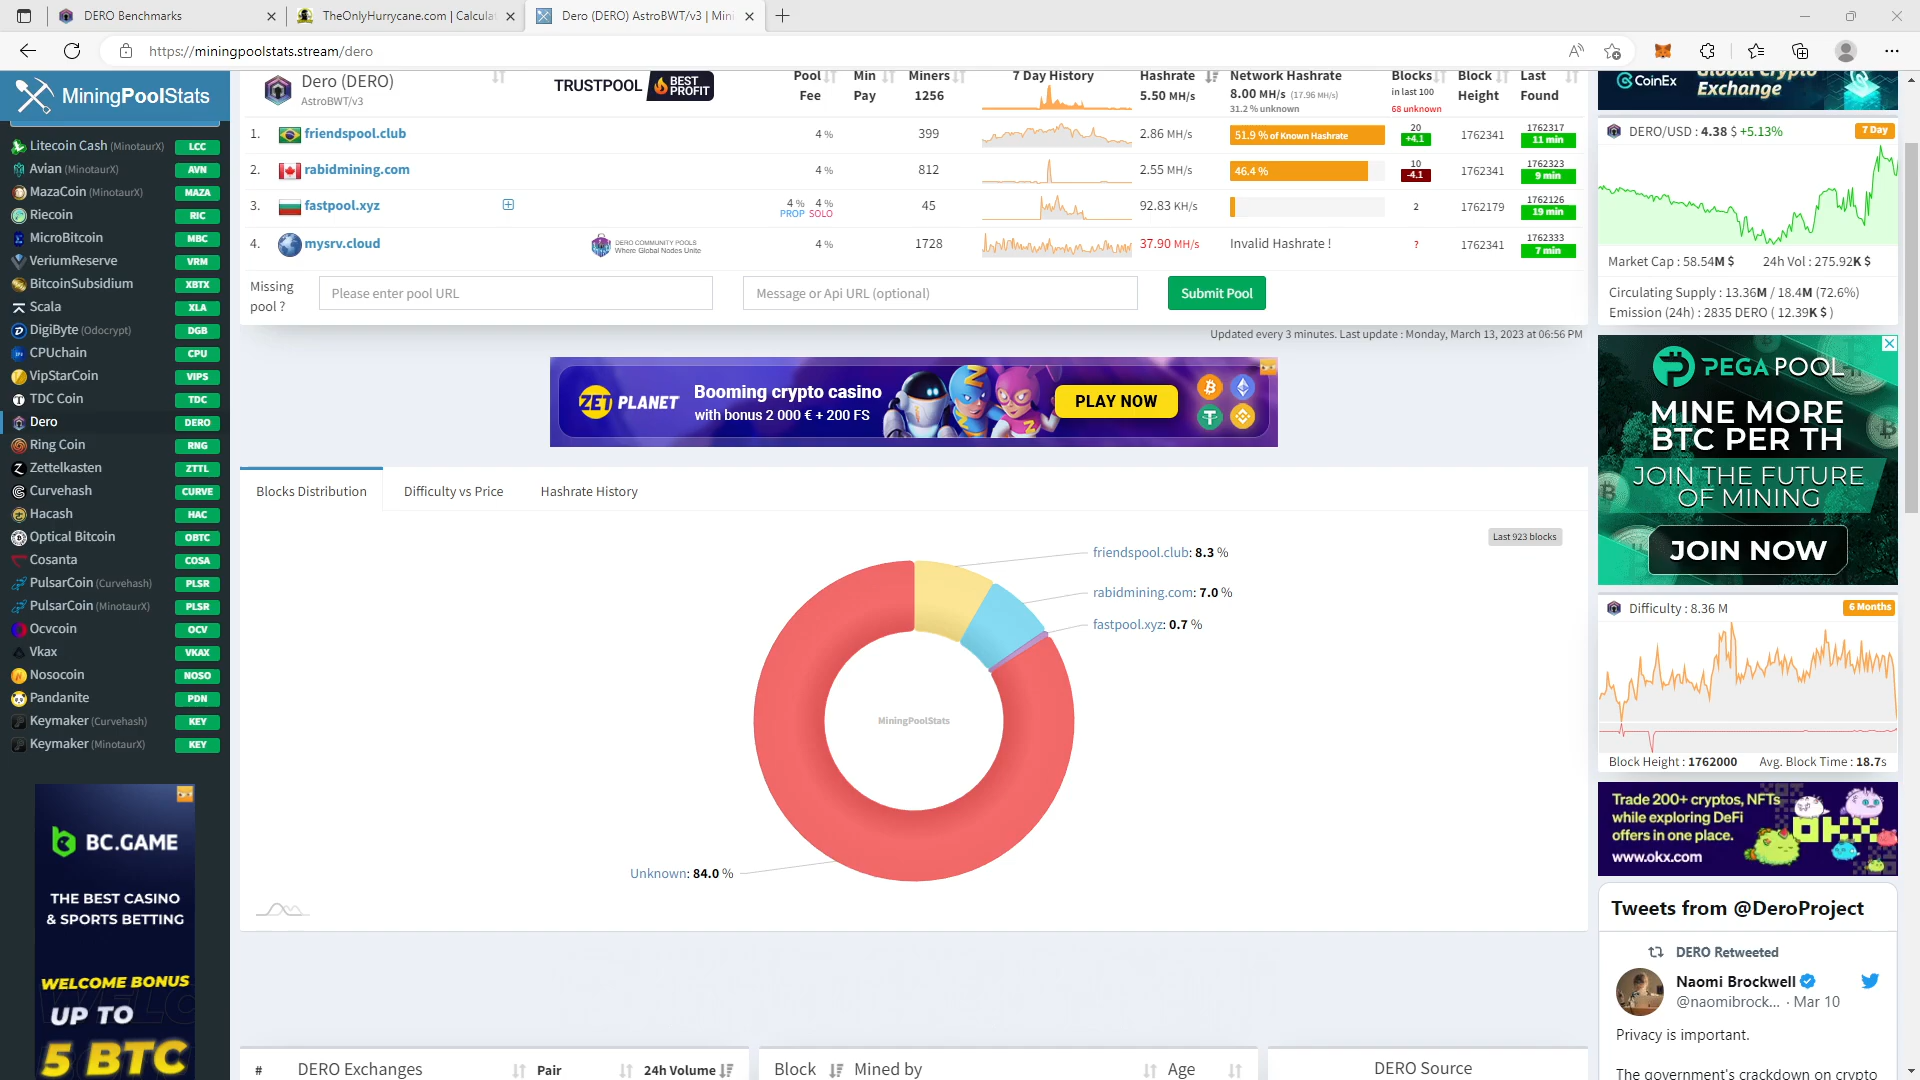 DERO Benchmarks
TheOnlyHurrycane.com | Calculat
Dero (DERO) AstroBWT/v3 | Mini
https://miningpoolstats.stream/dero
MiningPoolStats
Litecoin Cash (MinotaurX) LCC
Avian (MinotaurX) AVN
MazaCoin (MinotaurX) MAZA
Riecoin RIC
MicroBitcoin MBC
VeriumReserve VRM
BitcoinSubsidium XBTX
Scala XLA
DigiByte (Odocrypt) DGB
CPUchain CPU
VipStarCoin VIPS
TDC Coin TDC
Dero DERO
Ring Coin RNG
Zettelkasten ZTTL
Curvehash CURVE
Hacash HAC
Optical Bitcoin OBTC
Cosanta COSA
PulsarCoin (Curvehash) PLSR
PulsarCoin (MinotaurX) PLSR
Ocvcoin OCV
Vkax VKAX
Nosocoin NOSO
Pandanite PDN
Keymaker (Curvehash) KEY
Keymaker (MinotaurX) KEY
BC.GAME
THE BEST CASINO
& SPORTS BETTING
WELCOME BONUS
UP TO
5 BTC
Dero (DERO)
AstroBWT/v3
TRUSTPOOL BEST PROFIT
Pool Fee
Min Pay
Miners
1256
7 Day History
Hashrate
5.50 MH/s
Network Hashrate
8.00 MH/s (17.96 MH/s)
31.2 % unknown
Blocks
in last 100
68 unknown
Block Height
Last Found
1. friendspool.club 4 % 399 2.86 MH/s 51.9 % of Known Hashrate 20 +4.1 1762341 1762317 11 min
2. rabidmining.com 4 % 812 2.55 MH/s 46.4 % 10 -4.1 1762341 1762323 9 min
3. fastpool.xyz 4 % PROP 4 % SOLO 45 92.83 KH/s 2 1762179 1762126 19 min
4. mysrv.cloud DERO COMMUNITY POOLS Where Global Nodes Unite 4 % 1728 37.90 MH/s Invalid Hashrate ! ? 1762341 1762333 7 min
Missing pool ? Please enter pool URL Message or Api URL (optional) Submit Pool
Updated every 3 minutes. Last update : Monday, March 13, 2023 at 06:56 PM
ZET PLANET
Booming crypto casino
with bonus 2 000 € + 200 FS
PLAY NOW
Blocks Distribution Difficulty vs Price Hashrate History
Last 923 blocks
friendspool.club: 8.3 %
rabidmining.com: 7.0 %
fastpool.xyz: 0.7 %
MiningPoolStats
Unknown: 84.0 %
# DERO Exchanges Pair 24h Volume
Block Mined by Age
DERO Source
CoinEx
Global Crypto
Exchange
DERO/USD : 4.38 $ +5.13% 7 Day
Market Cap : 58.54M $ 24h Vol : 275.92K $
Circulating Supply : 13.36M / 18.4M (72.6%)
Emission (24h) : 2835 DERO ( 12.39K $ )
PEGA POOL
MINE MORE
BTC PER TH
JOIN THE FUTURE
OF MINING
JOIN NOW
Difficulty : 8.36 M 6 Months
Block Height : 1762000 Avg. Block Time : 18.7s
Trade 200+ cryptos, NFTs
while exploring DeFi
offers in one place.
www.okx.com
OKX
Tweets from @DeroProject
DERO Retweeted
Naomi Brockwell
@naomibrock... · Mar 10
Privacy is important.
The government's crackdown on crypto